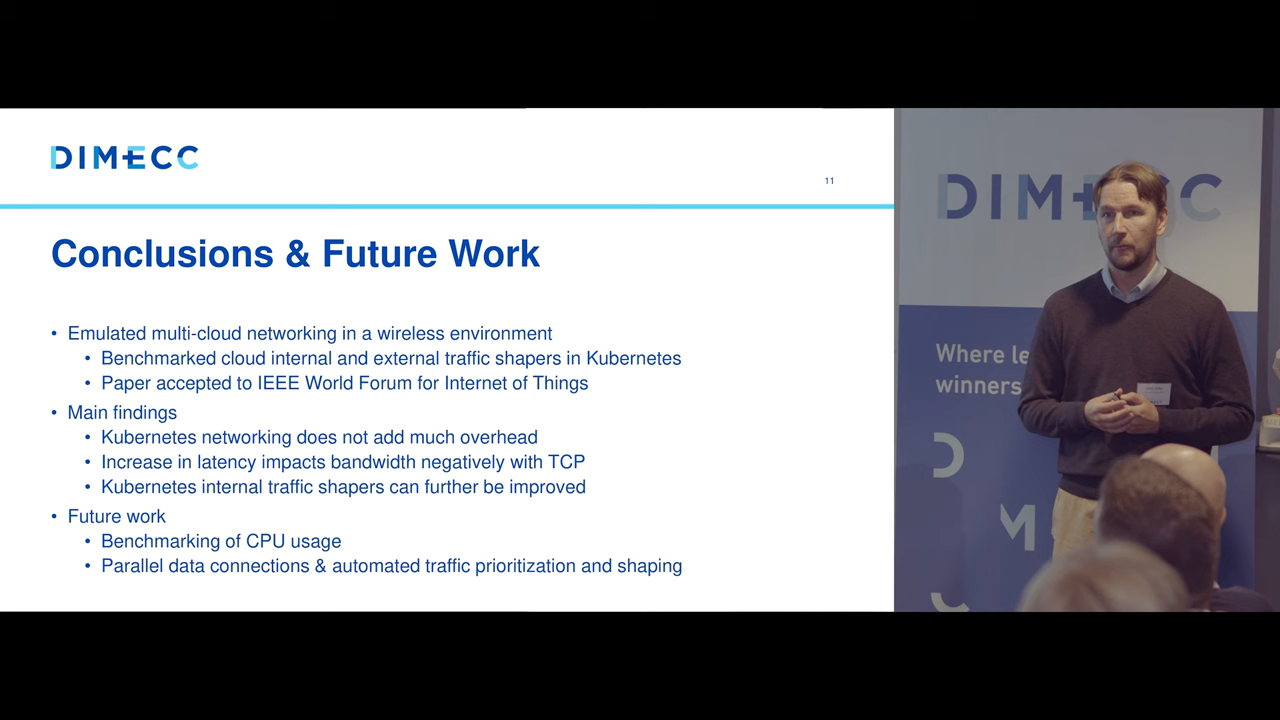 DIMECC
11
Conclusions & Future Work
• Emulated multi-cloud networking in a wireless environment
• Benchmarked cloud internal and external traffic shapers in Kubernetes
• Paper accepted to IEEE World Forum for Internet of Things
• Main findings
• Kubernetes networking does not add much overhead
• Increase in latency impacts bandwidth negatively with TCP
• Kubernetes internal traffic shapers can further be improved
• Future work
• Benchmarking of CPU usage
• Parallel data connections & automated traffic prioritization and shaping
DIMECC
Where le
winners
D
M